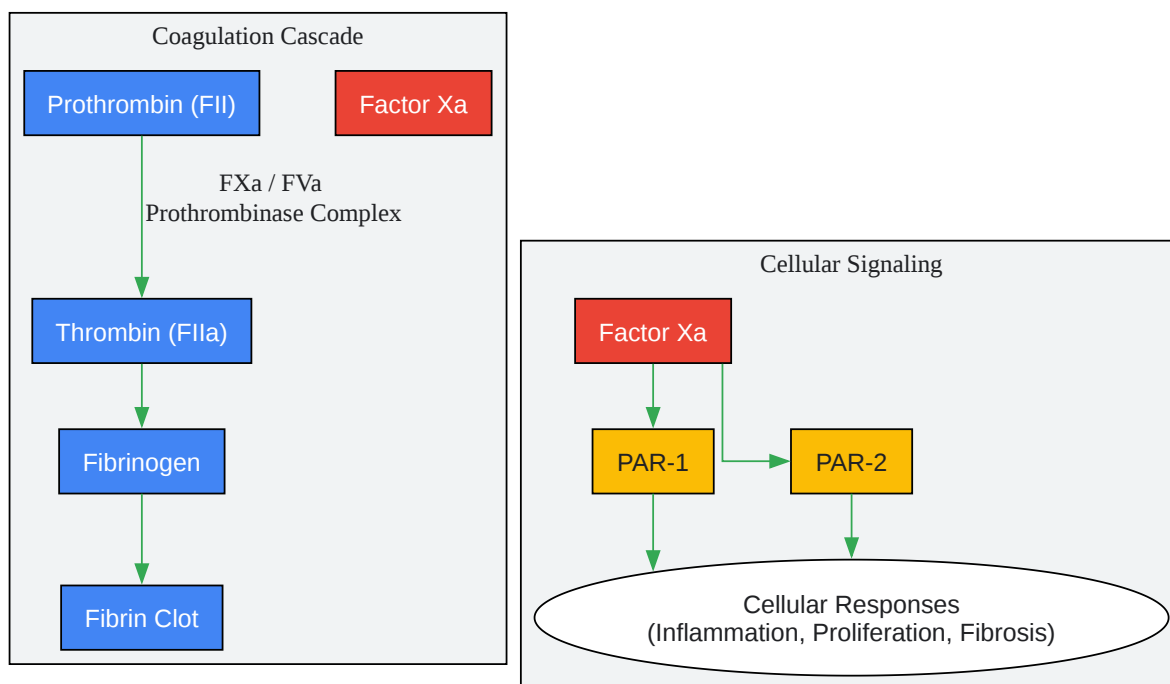 Coagulation Cascade
Prothrombin (FII)
Factor Xa
FXa / FVa
Prothrombinase Complex
Thrombin (FIIa)
Fibrinogen
Fibrin Clot
Cellular Signaling
Factor Xa
PAR-1
PAR-2
Cellular Responses
(Inflammation, Proliferation, Fibrosis)